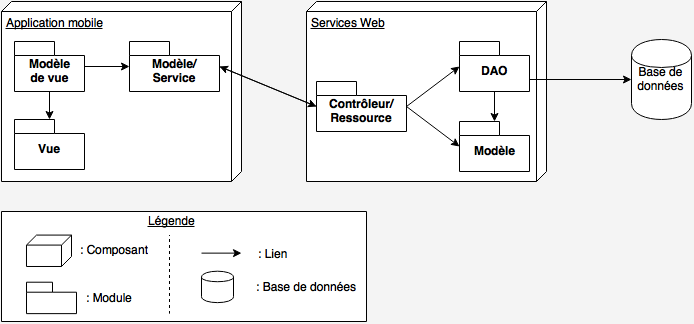 Application mobile
Modèle
de vue
Modèle/
Service
Vue
Services Web
Contrôleur/
Ressource
DAO
Modèle
Base de
données
Légende
: Composant
: Module
: Lien
: Base de données